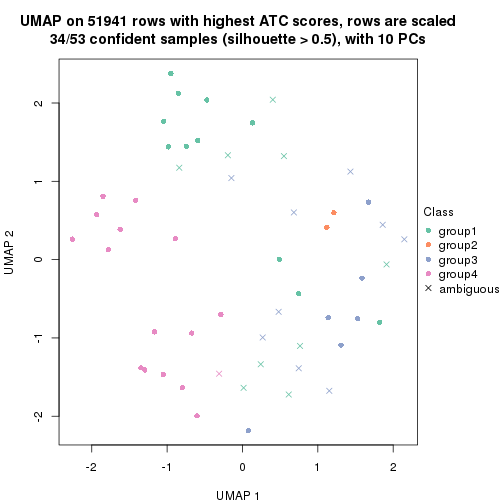 UMAP on 51941 rows with highest ATC scores, rows are scaled
34/53 confident samples (silhouette > 0.5), with 10 PCs
2
1
0
-1
-2
UMAP 2
-2
-1
0
1
2
UMAP 1
Class
group1
group2
group3
group4
ambiguous